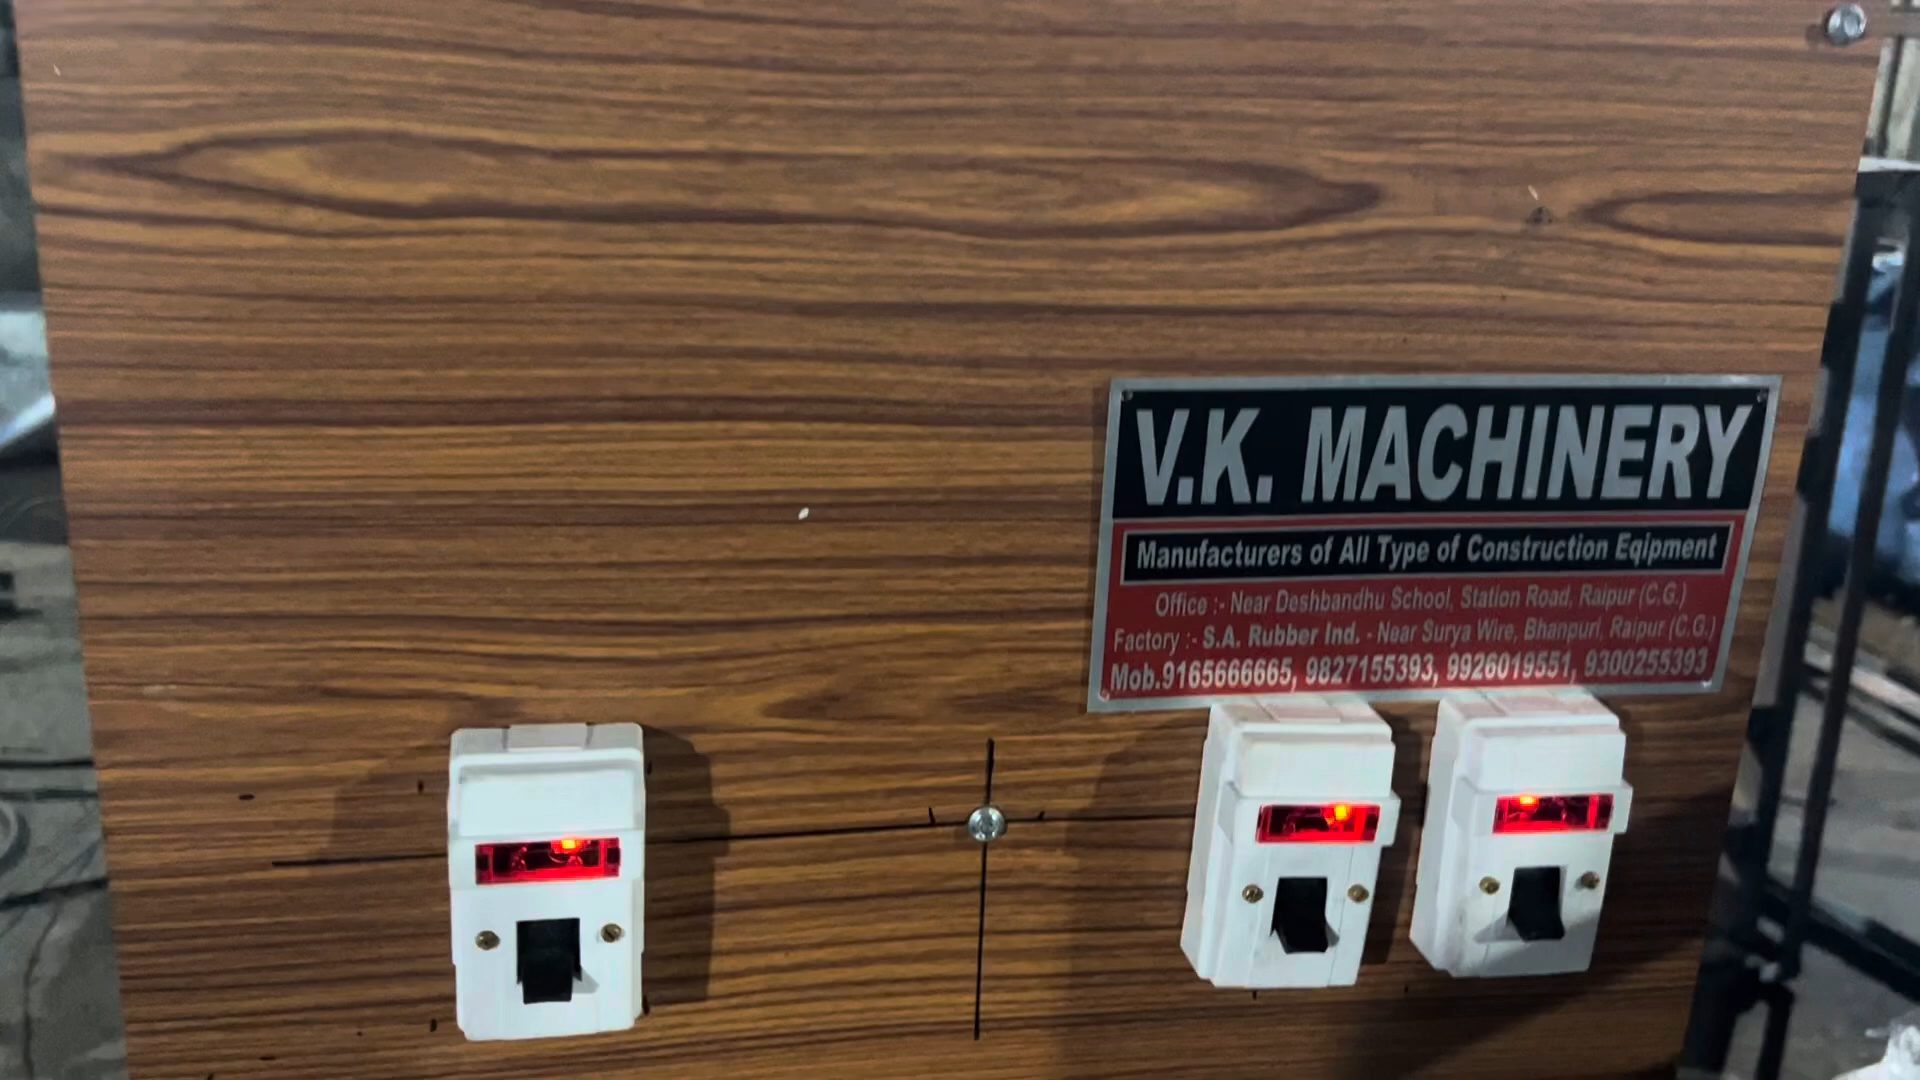 V.K. MACHINERY
Manufacturers of All Type of Construction Eqipment
Office :- Near Deshbandhu School, Station Road, Raipur (C.G.)
Factory :- S.A. Rubber Ind. - Near Surya Wire, Bhanpuri, Raipur (C.G.)
Mob.9165666665, 9827155393, 9926019551, 9300255393